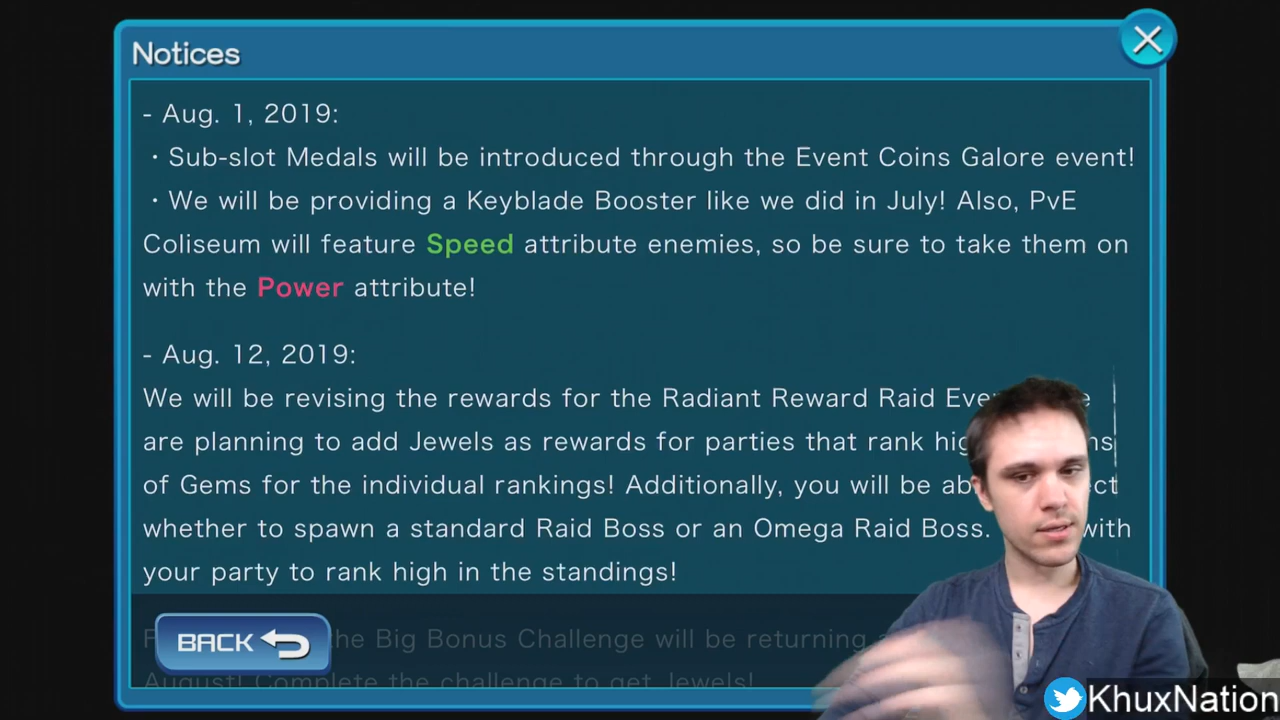 Notices
- Aug. 1, 2019:
・Sub-slot Medals will be introduced through the Event Coins Galore event!
・We will be providing a Keyblade Booster like we did in July! Also, PvE
Coliseum will feature Speed attribute enemies, so be sure to take them on
with the Power attribute!
- Aug. 12, 2019:
We will be revising the rewards for the Radiant Reward Raid
are planning to add Jewels as rewards for parties that rank
of Gems for the individual rankings! Additionally, you will be
whether to spawn a standard Raid Boss or an Omega Raid Boss. with
your party to rank high in the standings!
the Big Bonus Challenge will be returning
August! Complete the challenge to get Jewels!
BACK
KhuxNation